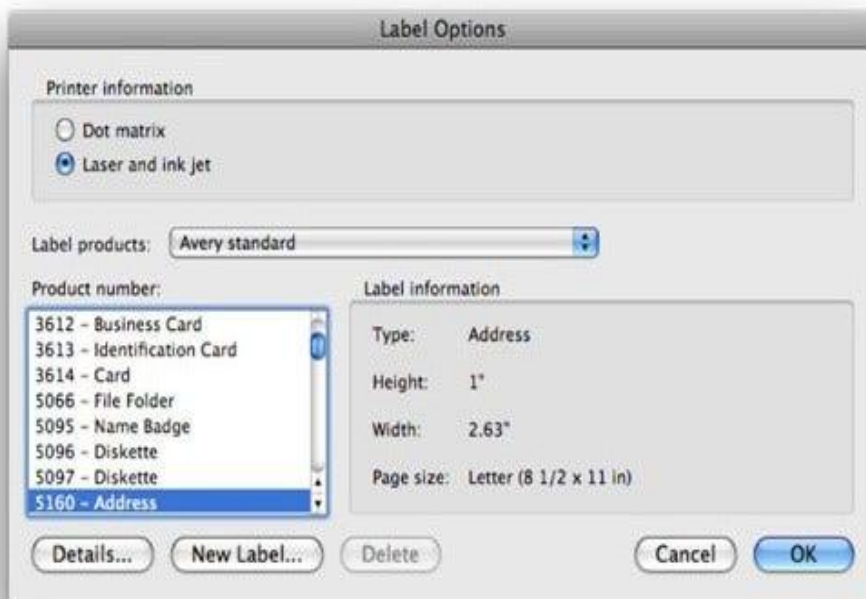 Label Options
Printer information
Dot matrix
Laser and ink jet
Label products: Avery standard
Product number:
3612 - Business Card
3613 - Identification Card
3614 - Card
5066 - File Folder
5095 - Name Badge
5096 - Diskette
5097 - Diskette
5160 - Address
Label information
Type: Address
Height: 1"
Width: 2.63"
Page size: Letter (8 1/2 x 11 in)
Details... New Label... Delete Cancel OK